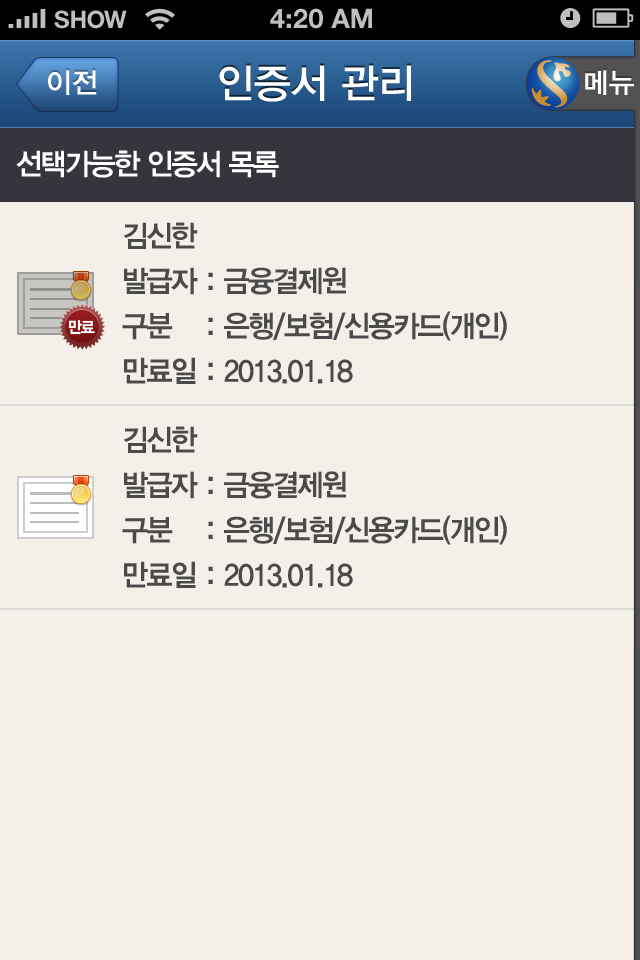 SHOW 4:20 AM
이전 인증서 관리 메뉴
선택가능한 인증서 목록
김신한
발급자 : 금융결제원
만료
구분 : 은행/보험/신용카드(개인)
만료일 : 2013.01.18
김신한
발급자 : 금융결제원
구분 : 은행/보험/신용카드(개인)
만료일 : 2013.01.18